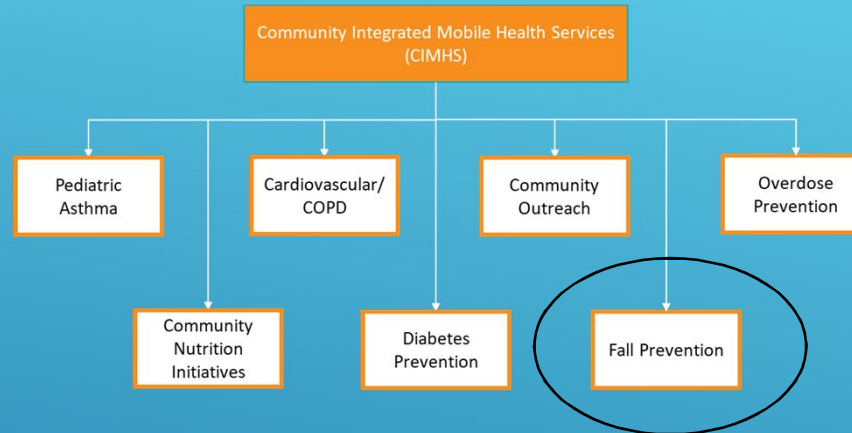 Community Integrated Mobile Health Services
(CIMHS)
Pediatric
Asthma
Cardiovascular/
COPD
Community
Outreach
Overdose
Prevention
Community
Nutrition
Initiatives
Diabetes
Prevention
Fall Prevention